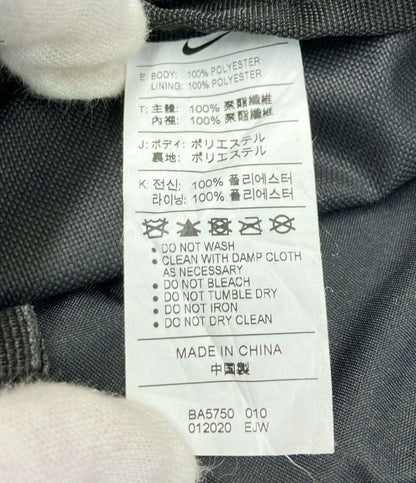 E: BODY: 100% POLYESTER
LINING: 100% POLYESTER
T: 主體: 100% 聚酯纖維
內裡: 100% 聚酯纖維
J: ボディ: ポリエステル
裏地: ポリエステル
K: 전신: 100% 폴리에스터
라이닝: 100% 폴리에스터
• DO NOT WASH
• CLEAN WITH DAMP CLOTH
AS NECESSARY
• DO NOT BLEACH
• DO NOT TUMBLE DRY
• DO NOT IRON
• DO NOT DRY CLEAN
MADE IN CHINA
中国製
BA5750 010
012020 EJW